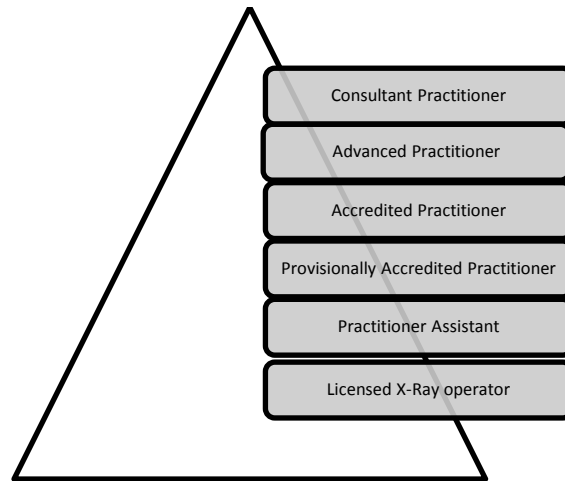 Consultant Practitioner
Advanced Practitioner
Accredited Practitioner
Provisionally Accredited Practitioner
Practitioner Assistant
Licensed X-Ray operator